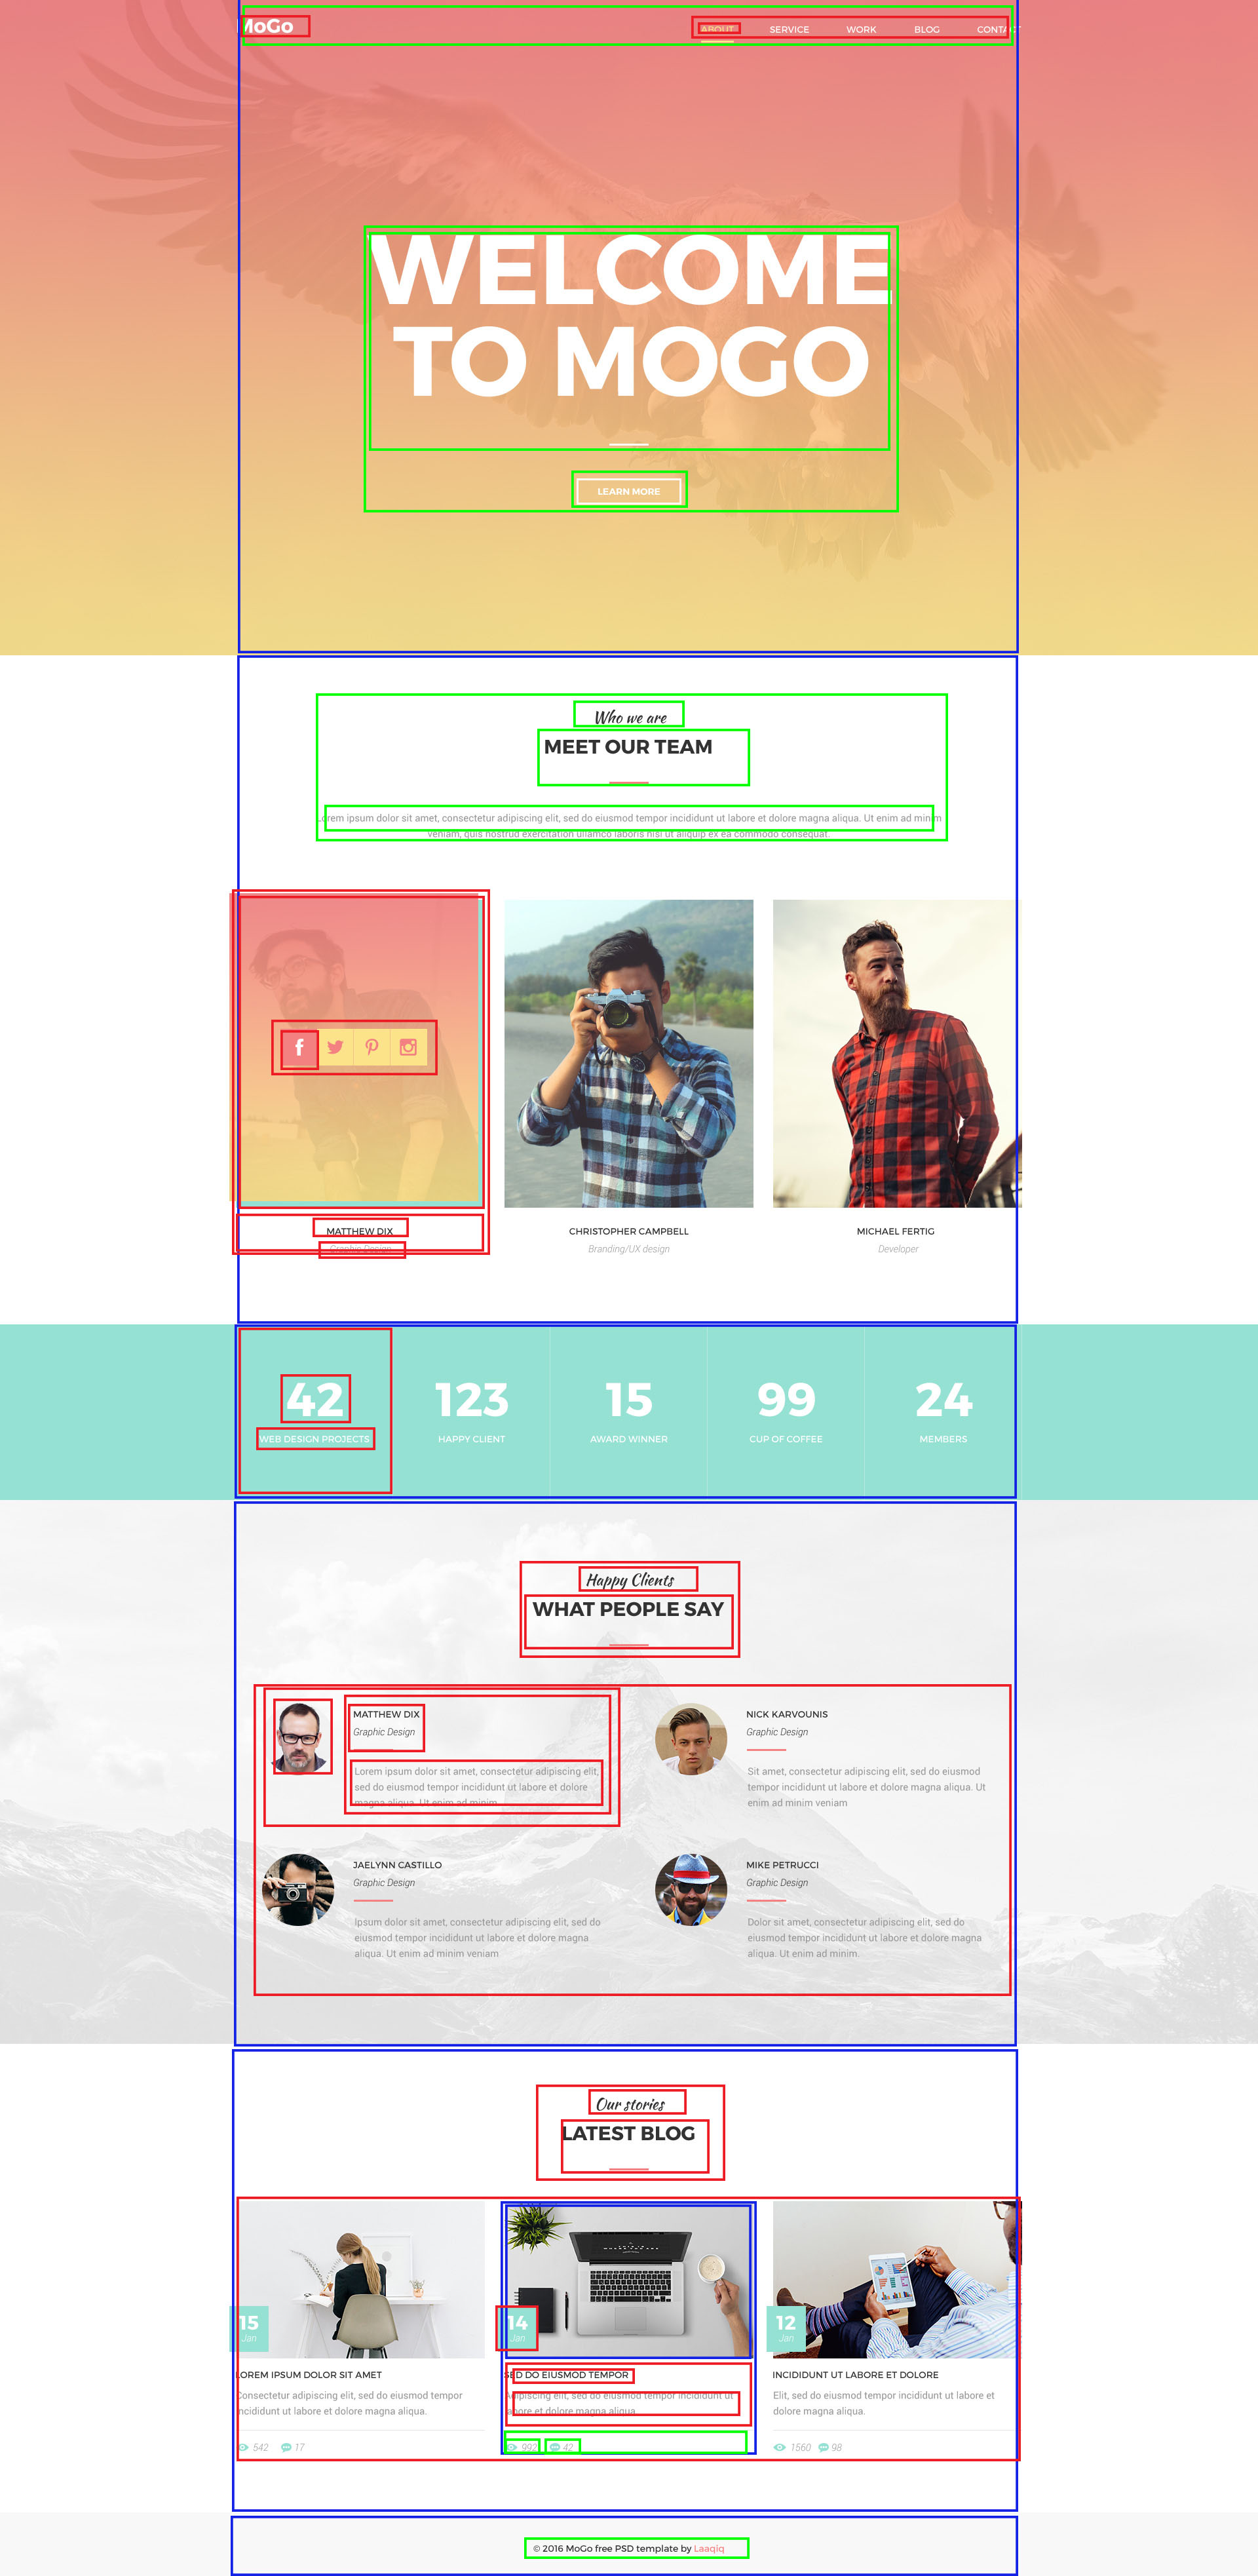 MoGo
ABOUT SERVICE WORK BLOG CONTACT
WELCOME
TO MOGO
LEARN MORE
Who we are
MEET OUR TEAM
Lorem ipsum dolor sit amet, consectetur adipiscing elit, sed do eiusmod tempor incididunt ut labore et dolore magna aliqua. Ut enim ad minim
veniam, quis nostrud exercitation ullamco laboris nisi ut aliquip ex ea commodo consequat.
MATTHEW DIX
Graphic Design
CHRISTOPHER CAMPBELL
Branding/UX design
MICHAEL FERTIG
Developer
42
WEB DESIGN PROJECTS
123
HAPPY CLIENT
15
AWARD WINNER
99
CUP OF COFFEE
24
MEMBERS
Happy Clients
WHAT PEOPLE SAY
MATTHEW DIX
Graphic Design
Lorem ipsum dolor sit amet, consectetur adipiscing elit,
sed do eiusmod tempor incididunt ut labore et dolore
magna aliqua. Ut enim ad minim
NICK KARVOUNIS
Graphic Design
Sit amet, consectetur adipiscing elit, sed do eiusmod
tempor incididunt ut labore et dolore magna aliqua. Ut
enim ad minim veniam
JAELYNN CASTILLO
Graphic Design
Ipsum dolor sit amet, consectetur adipiscing elit, sed do
eiusmod tempor incididunt ut labore et dolore magna
aliqua. Ut enim ad minim veniam
MIKE PETRUCCI
Graphic Design
Dolor sit amet, consectetur adipiscing elit, sed do
eiusmod tempor incididunt ut labore et dolore magna
aliqua. Ut enim ad minim.
Our stories
LATEST BLOG
15
Jan
LOREM IPSUM DOLOR SIT AMET
Consectetur adipiscing elit, sed do eiusmod tempor
incididunt ut labore et dolore magna aliqua.
542 17
14
Jan
SED DO EIUSMOD TEMPOR
Adipiscing elit, sed do eiusmod tempor incididunt ut
labore et dolore magna aliqua.
992 42
12
Jan
INCIDIDUNT UT LABORE ET DOLORE
Elit, sed do eiusmod tempor incididunt ut labore et
dolore magna aliqua.
1560 98
© 2016 MoGo free PSD template by Laaqiq